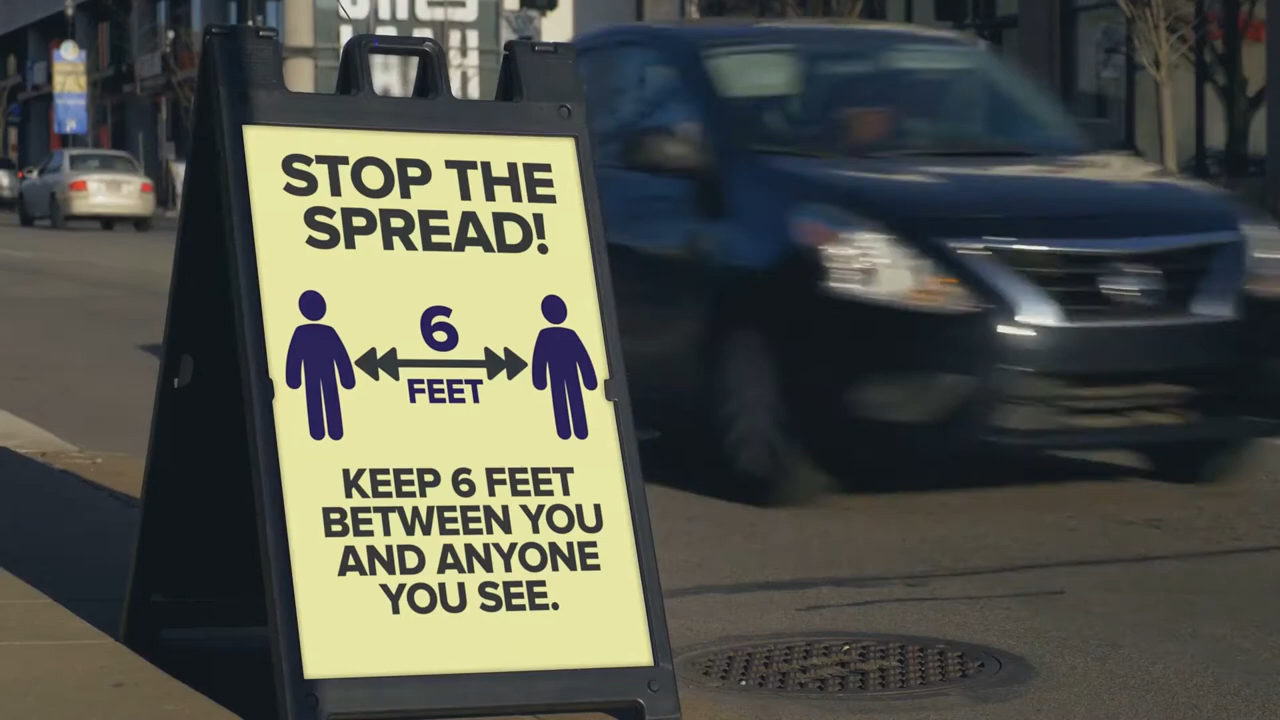 STOP THE
SPREAD!
6
FEET
KEEP 6 FEET
BETWEEN YOU
AND ANYONE
YOU SEE.